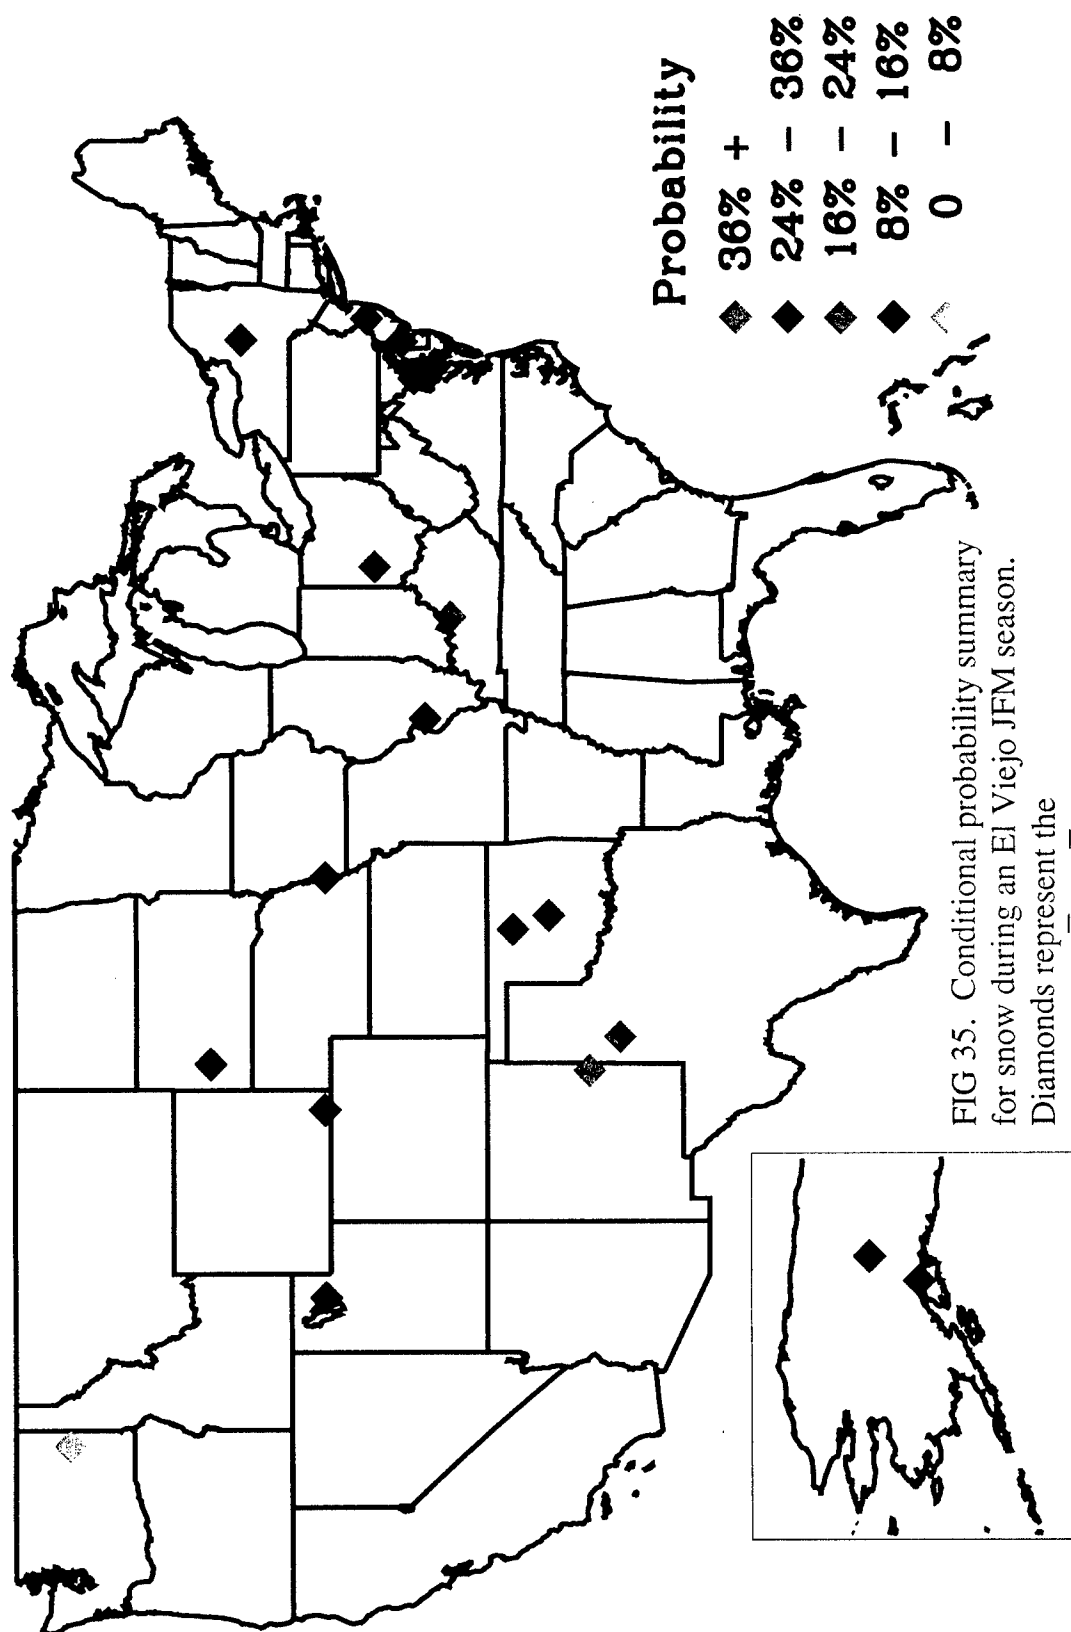 Probability
36% +
24% - 36%
16% - 24%
8% - 16%
0 - 8%
FIG 35. Conditional probability summary
for snow during an El Viejo JFM season.
Diamonds represent the